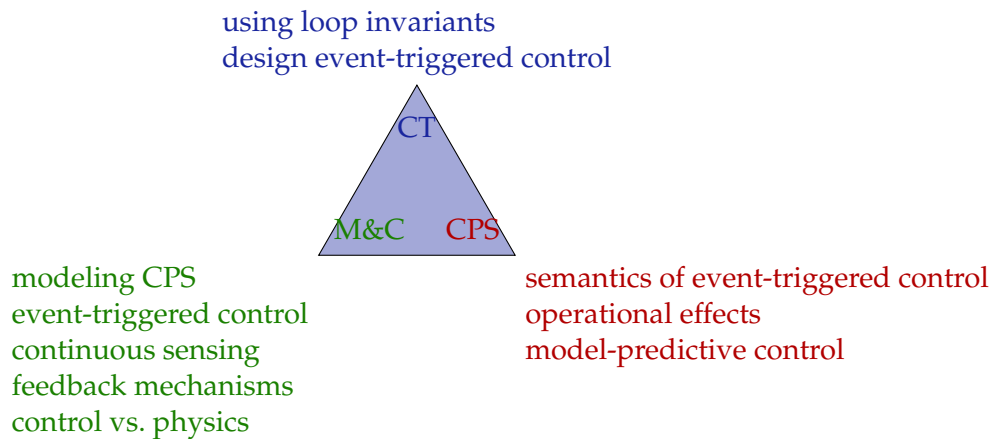 using loop invariants
design event-triggered control
CT
M&C
CPS
modeling CPS
event-triggered control
continuous sensing
feedback mechanisms
control vs. physics
semantics of event-triggered control
operational effects
model-predictive control